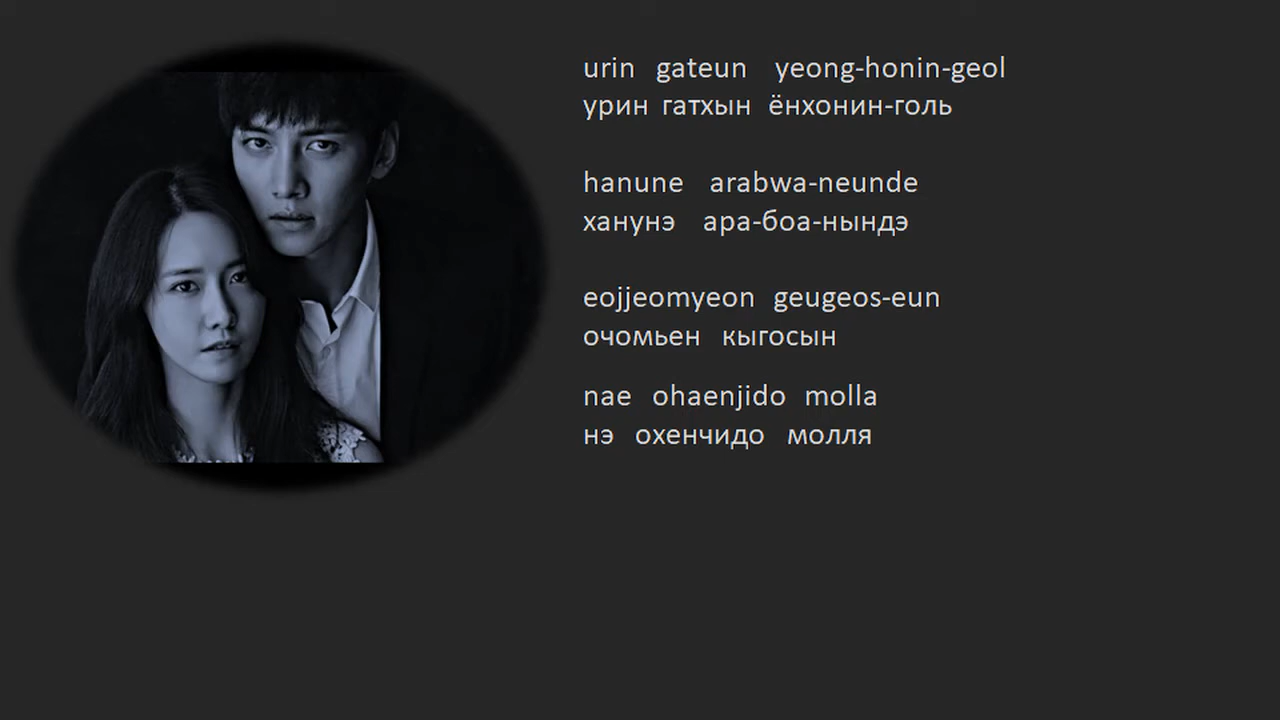 urin gateun yeong-honin-geol
урин гатхын ёнхонин-голь
hanune arabwa-neunde
ханунэ ара-боа-нындэ
eojjeomyeon geugeos-eun
очомьен кыгосын
nae ohaenjido molla
нэ охенчидо молля